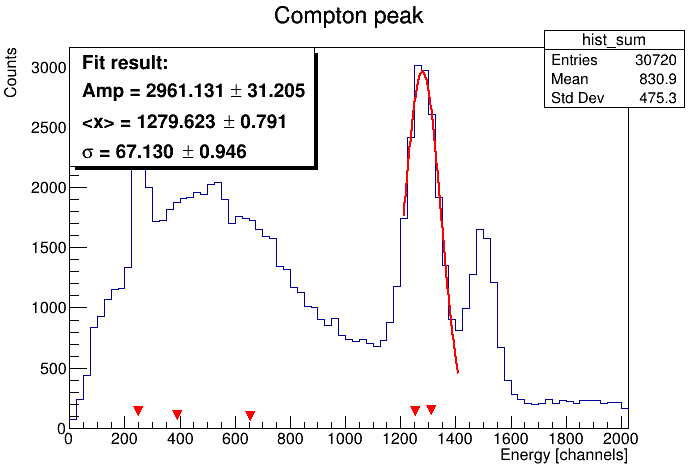 Compton peak
hist_sum
Entries 30720
Mean 830.9
Std Dev 475.3
Fit result:
Amp = 2961.131 ± 31.205
<x> = 1279.623 ± 0.791
σ = 67.130 ± 0.946
Counts
3000
2500
2000
1500
1000
500
0
0 200 400 600 800 1000 1200 1400 1600 1800 2000
Energy [channels]